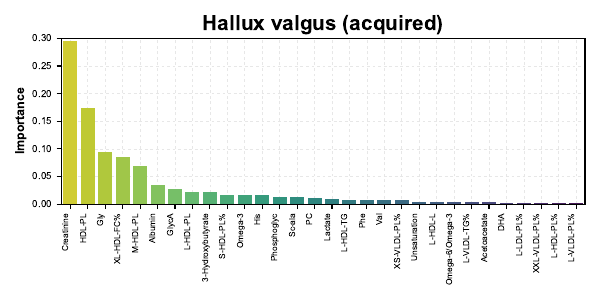 Hallux valgus (acquired)
Importance
0.30
0.25
0.20
0.15
0.10
0.05
0.00
Creatinine
HDL-PL
Gly
XL-HDL-FC%
M-HDL-PL
Albumin
GlycA
L-HDL-PL
3-Hydroxybutyrate
S-HDL-PL%
Omega-3
His
Phosphoglyc
Soala
PC
Lactate
L-HDL-TG
Phe
Val
XS-VLDL-PL%
Unsaturation
L-HDL-L
Omega-6/Omega-3
L-VLDL-TG%
Acetoacetate
DHA
L-LDL-PL%
XXL-VLDL-PL%
L-HDL-PL%
L-VLDL-PL%